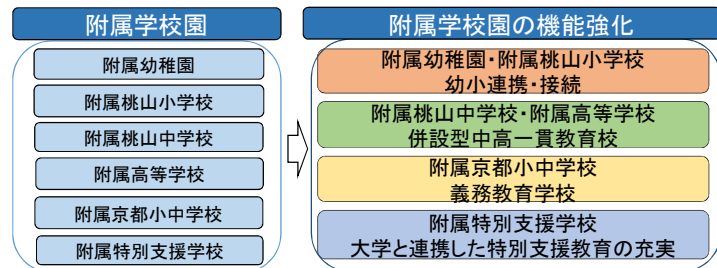 附属学校園
附属幼稚園
附属桃山小学校
附属桃山中学校
附属高等学校
附属京都小中学校
附属特別支援学校
附属学校園の機能強化
附属幼稚園・附属桃山小学校
幼小連携・接続
附属桃山中学校・附属高等学校
併設型中高一貫教育校
附属京都小中学校
義務教育学校
附属特別支援学校
大学と連携した特別支援教育の充実